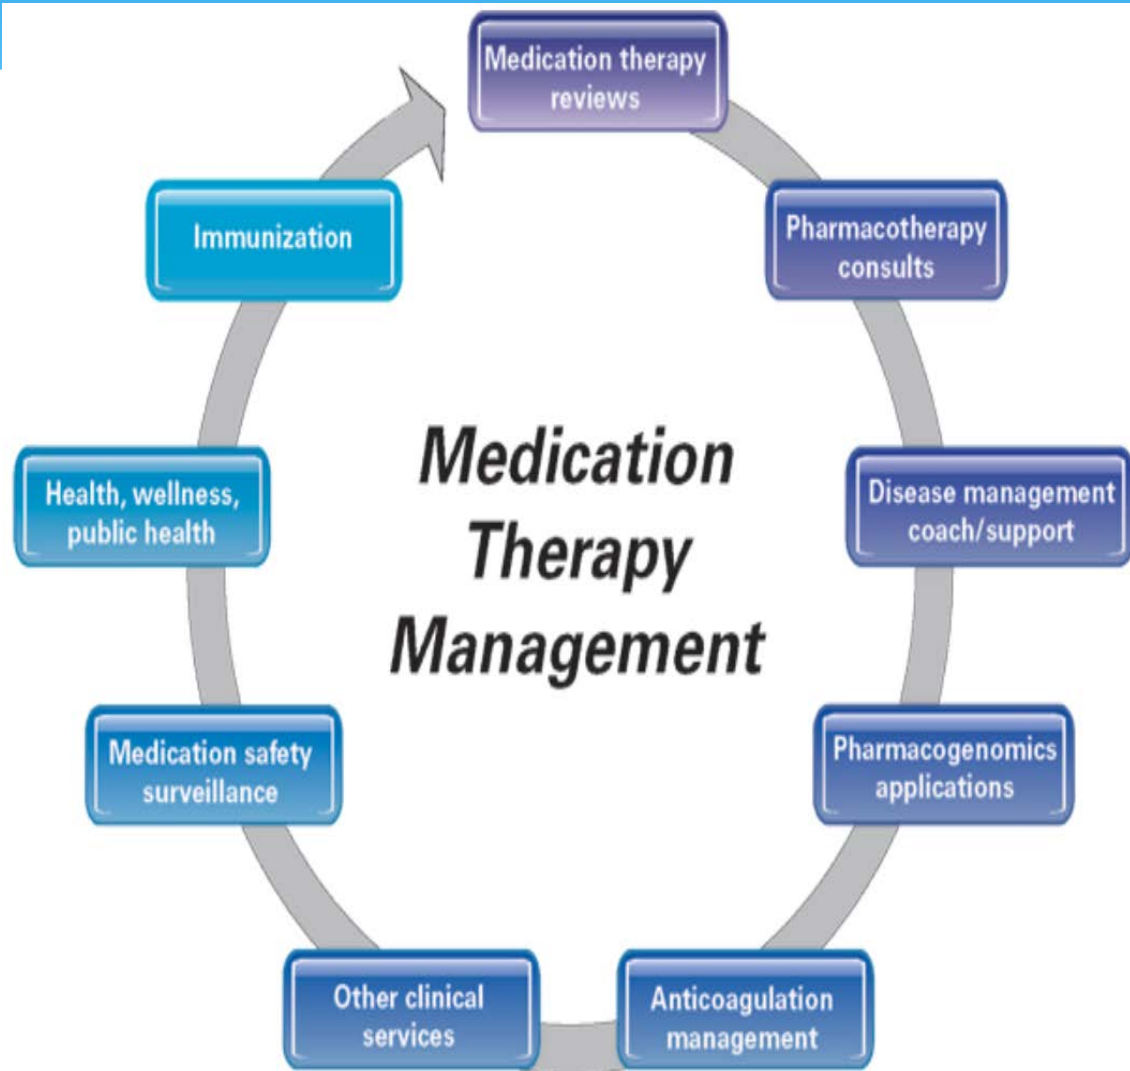 Medication therapy
reviews
Pharmacotherapy
consults
Disease management
coach/support
Pharmacogenomics
applications
Anticoagulation
management
Other clinical
services
Medication safety
surveillance
Health, wellness,
public health
Immunization
Medication
Therapy
Management